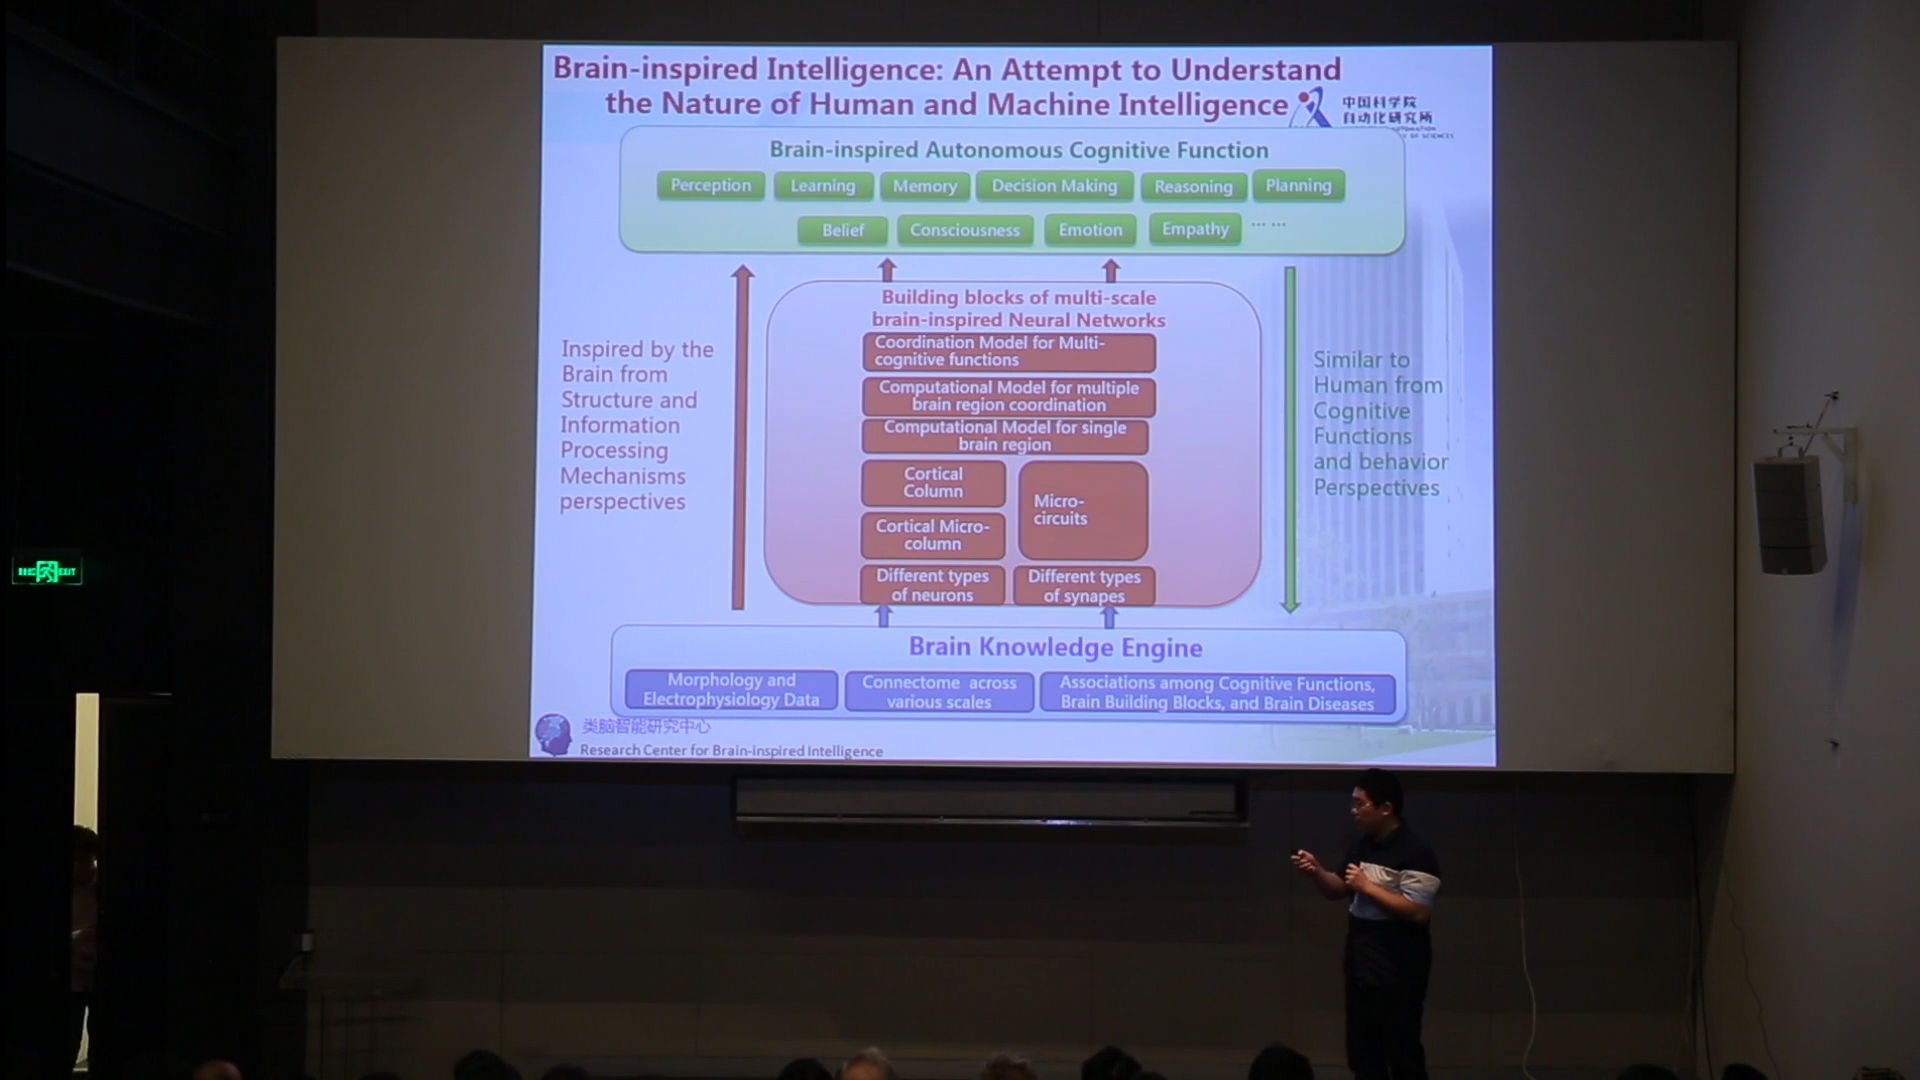 Brain-inspired Intelligence: An Attempt to Understand
the Nature of Human and Machine Intelligence
中国科学院
自动化研究所
Brain-inspired Autonomous Cognitive Function
Perception
Learning
Memory
Decision Making
Reasoning
Planning
Belief
Consciousness
Emotion
Empathy
... ...
Inspired by the
Brain from
Structure and
Information
Processing
Mechanisms
perspectives
Building blocks of multi-scale
brain-inspired Neural Networks
Coordination Model for Multi-
cognitive functions
Computational Model for multiple
brain region coordination
Computational Model for single
brain region
Cortical
Column
Micro-
circuits
Cortical Micro-
column
Different types
of neurons
Different types
of synapes
Similar to
Human from
Cognitive
Functions
and behavior
Perspectives
Brain Knowledge Engine
Morphology and
Electrophysiology Data
Connectome across
various scales
Associations among Cognitive Functions,
Brain Building Blocks, and Brain Diseases
类脑智能研究中心
Research Center for Brain-Inspired Intelligence
EXIT